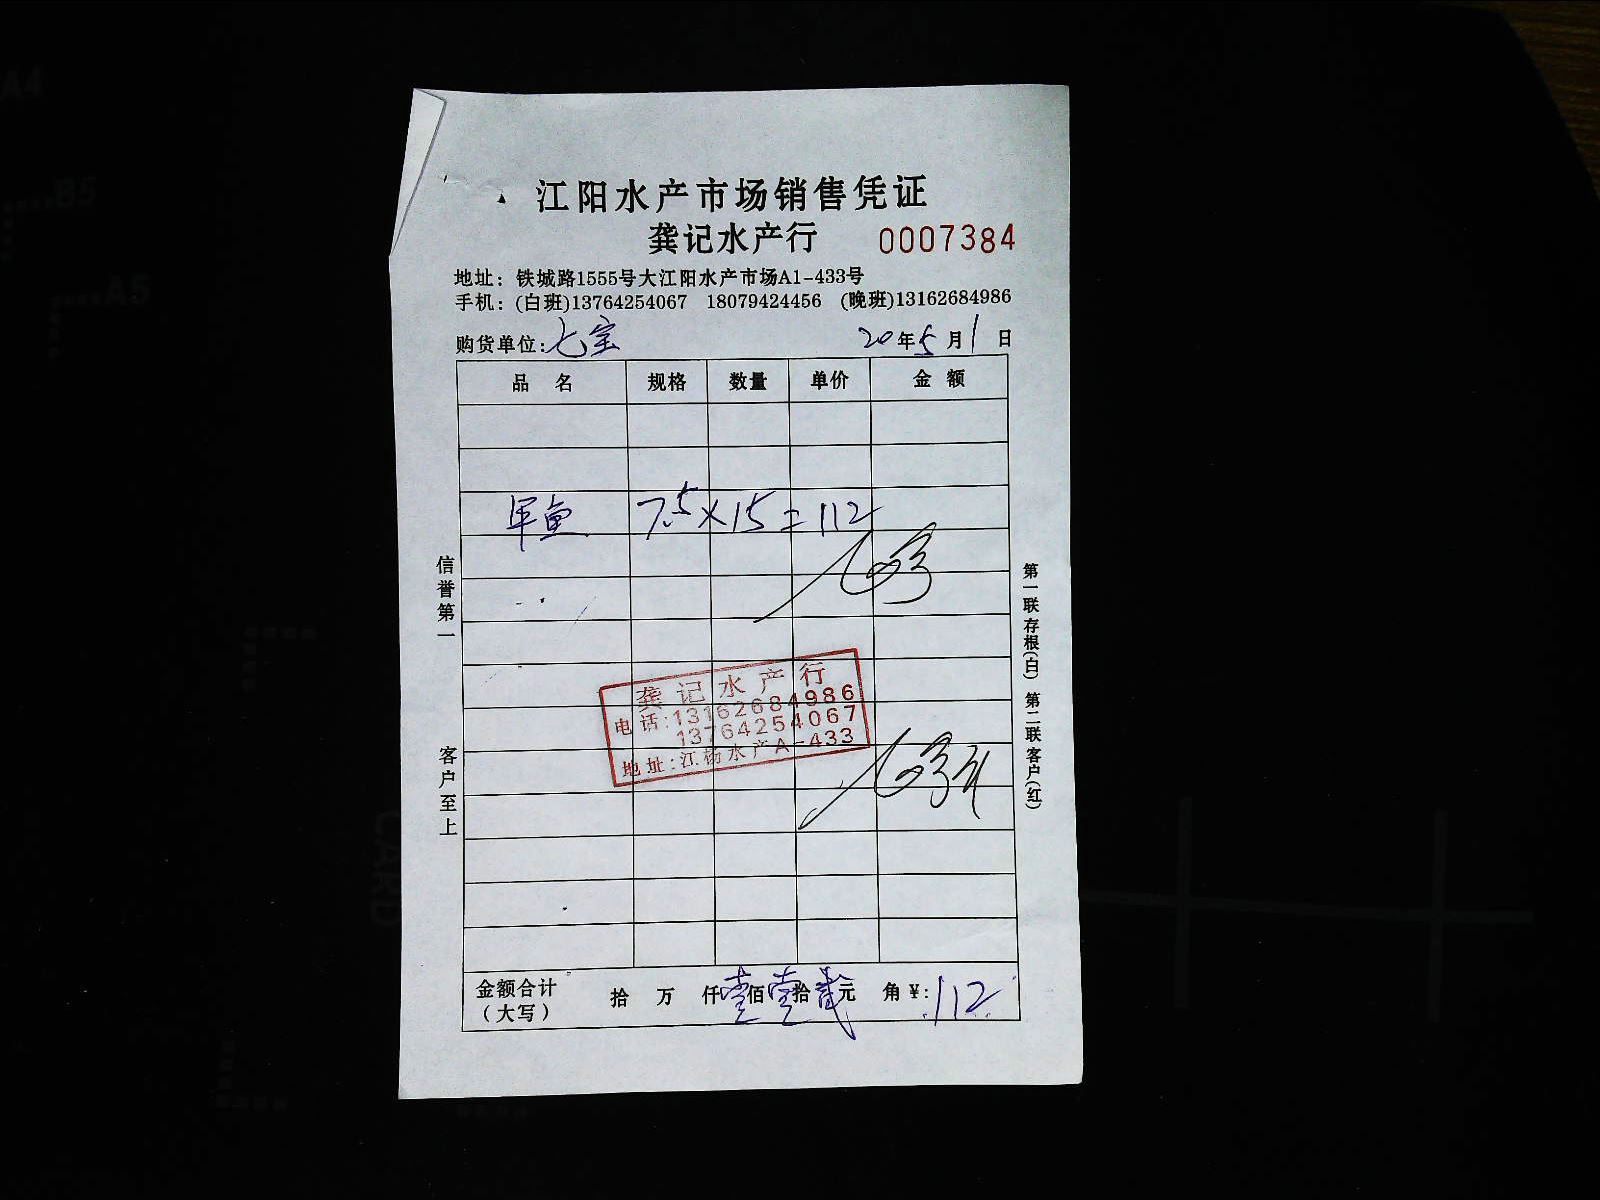 江阳水产市场销售凭证
龚记水产行 0007384
地址：铁城路1555号大江阳水产市场A1-433号
手机：(白班)13764254067 18079424456 (晚班)13162684986
购货单位：七宝 20年5月1日
品名 规格 数量 单价 金额
7.5×15=112
信誉第一
客户至上
第一联存根(白) 第二联客户(红)
龚记水产行
电话:13162684986
13764254067
地址:江杨水产A-433
金额合计 拾 万 仟壹佰壹拾贰元 角￥:112
（大写）
A4
B5
A5
CARD